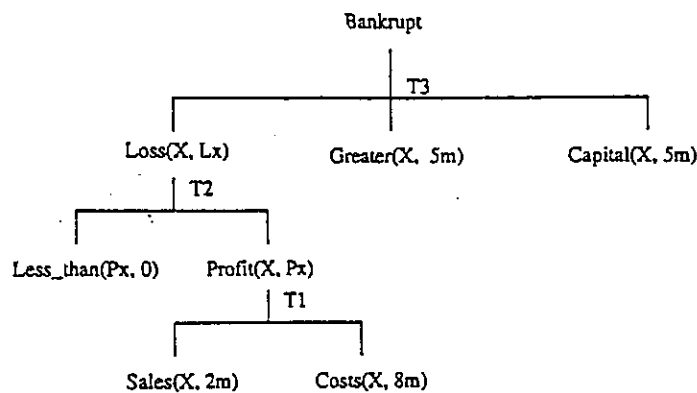 Bankrupt
T3
Loss(X, Lx) Greater(X, 5m) Capital(X, 5m)
T2
Less_than(Px, 0) Profit(X, Px)
T1
Sales(X, 2m) Costs(X, 8m)